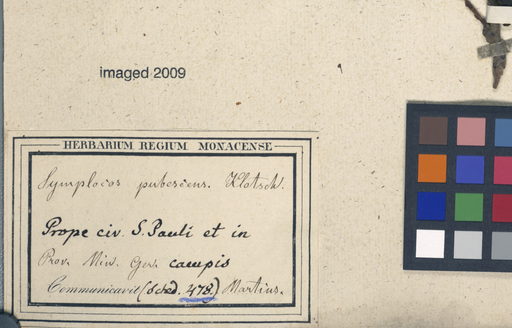 imaged 2009
HERBARIUM REGIUM MONACENSE
Symplocos pubescens. Klotsch.
Prope civ. S. Pauli et in
Prov. Min. Ger. campis
Communicavit (Sched. 478.) Martius.